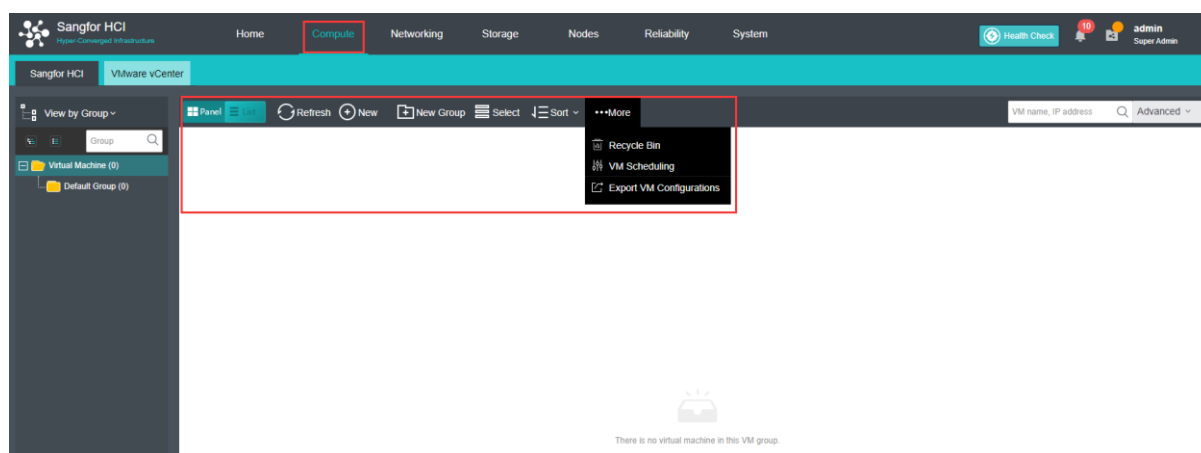 Sangfor HCI
Hyper-Converged Infrastructure
Home Compute Networking Storage Nodes Reliability System
Health Check 10 admin
Super Admin
Sangfor HCI VMware vCenter
View by Group
Panel List Refresh New New Group Select Sort •••More
VM name, IP address Advanced
Group
Recycle Bin
Virtual Machine (0)
VM Scheduling
Default Group (0)
Export VM Configurations
There is no virtual machine in this VM group.